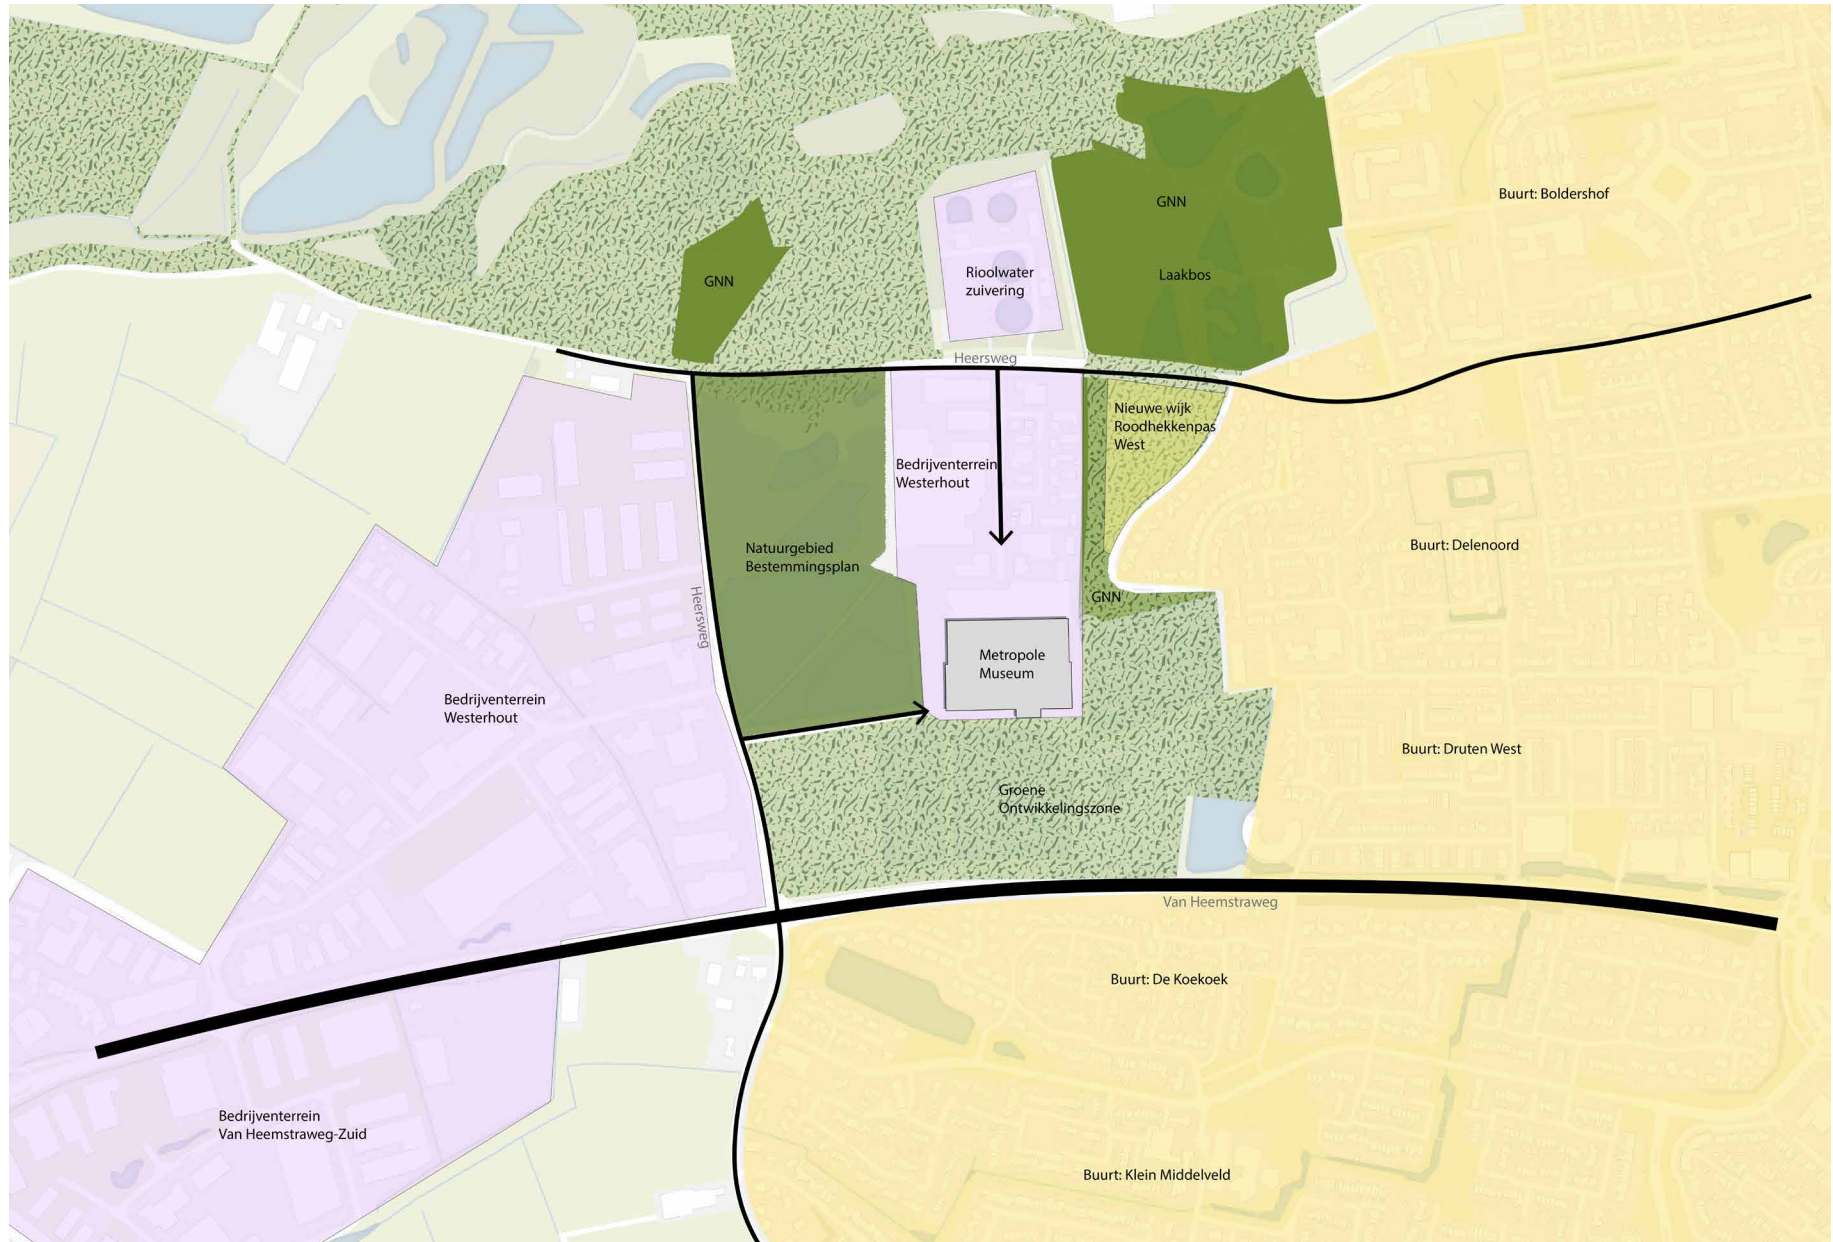 Buurt: Boldershof
GNN
Laakbos
GNN
Rioolwater
zuivering
Heersweg
Nieuwe wijk
Roodhekkenpas
West
Bedrijventerrein
Westerhout
Natuurgebied
Bestemmingsplan
Buurt: Delenoord
GNN
Heersweg
Metropole
Museum
Bedrijventerrein
Westerhout
Buurt: Druten West
Groene
Ontwikkelingszone
Van Heemstraweg
Buurt: De Koekoek
Bedrijventerrein
Van Heemstraweg-Zuid
Buurt: Klein Middelveld